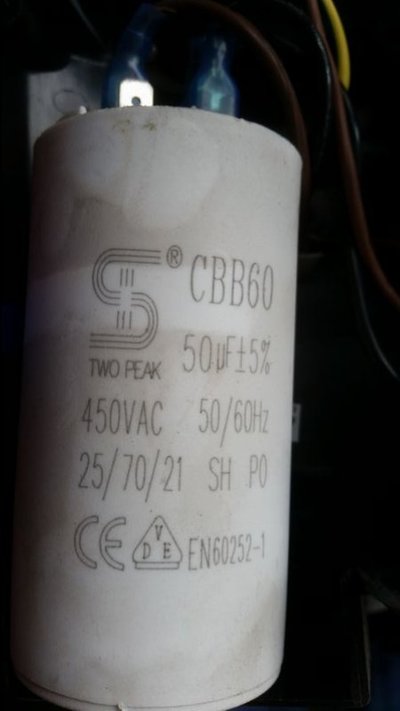 ® CBB60
TWO PEAK 50µF±5%
450VAC 50/60Hz
25/70/21 SH P0
CE VDE EN60252-1